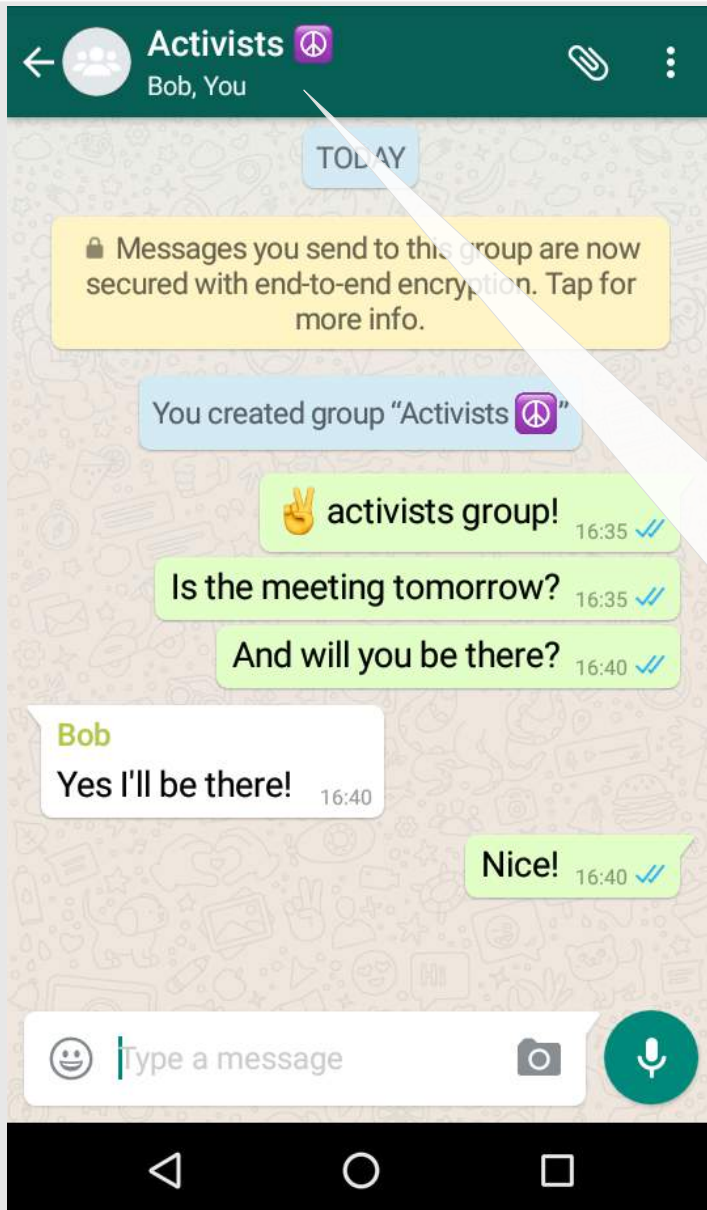 Activists ☮
Bob, You
TODAY
🔒 Messages you send to this group are now
secured with end-to-end encryption. Tap for
more info.
You created group “Activists ☮”
✌ activists group! 16:35
Is the meeting tomorrow? 16:35
And will you be there? 16:40
Bob
Yes I'll be there! 16:40
Nice! 16:40
Type a message